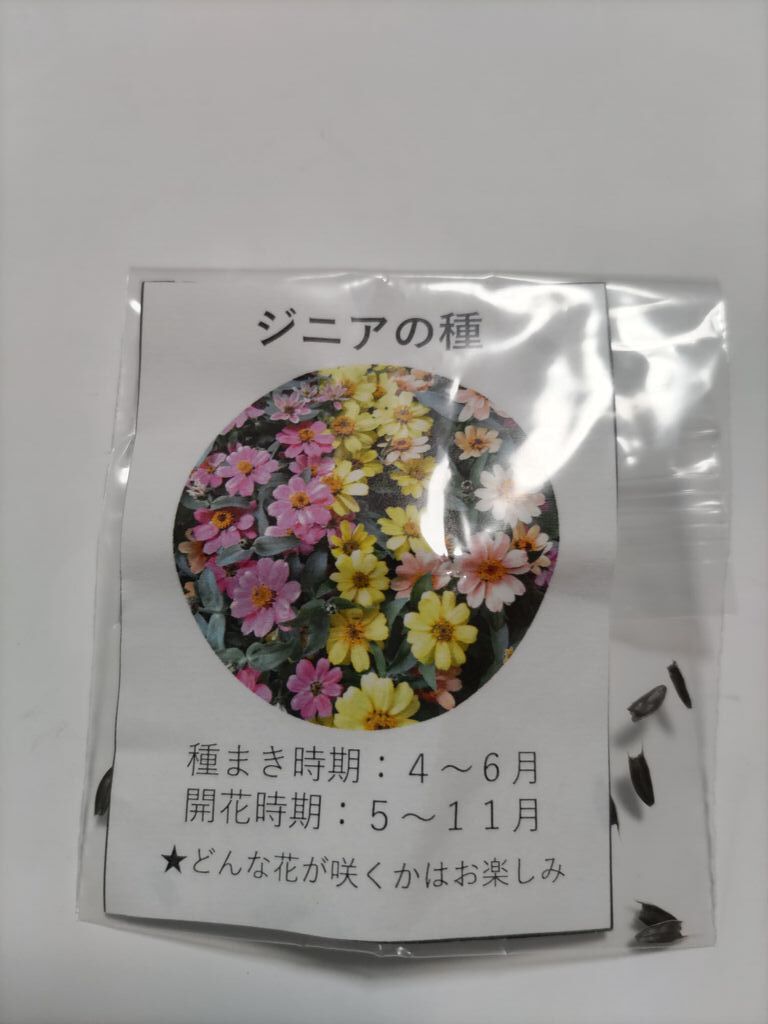 ジニアの種
種まき時期：４～６月
開花時期：５～１１月
★どんな花が咲くかはお楽しみ